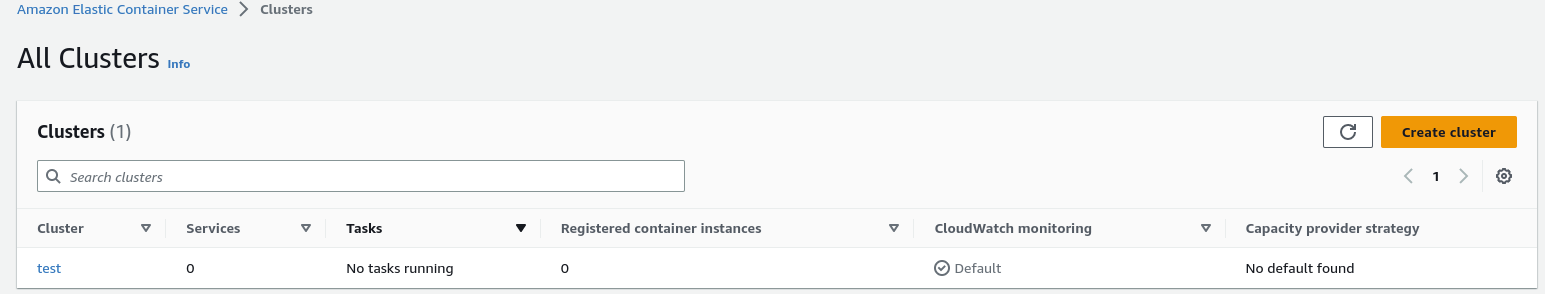 Amazon Elastic Container Service > Clusters
All Clusters Info
Clusters (1)
Create cluster
Search clusters
1
Cluster Services Tasks Registered container instances CloudWatch monitoring Capacity provider strategy
test 0 No tasks running 0 Default No default found